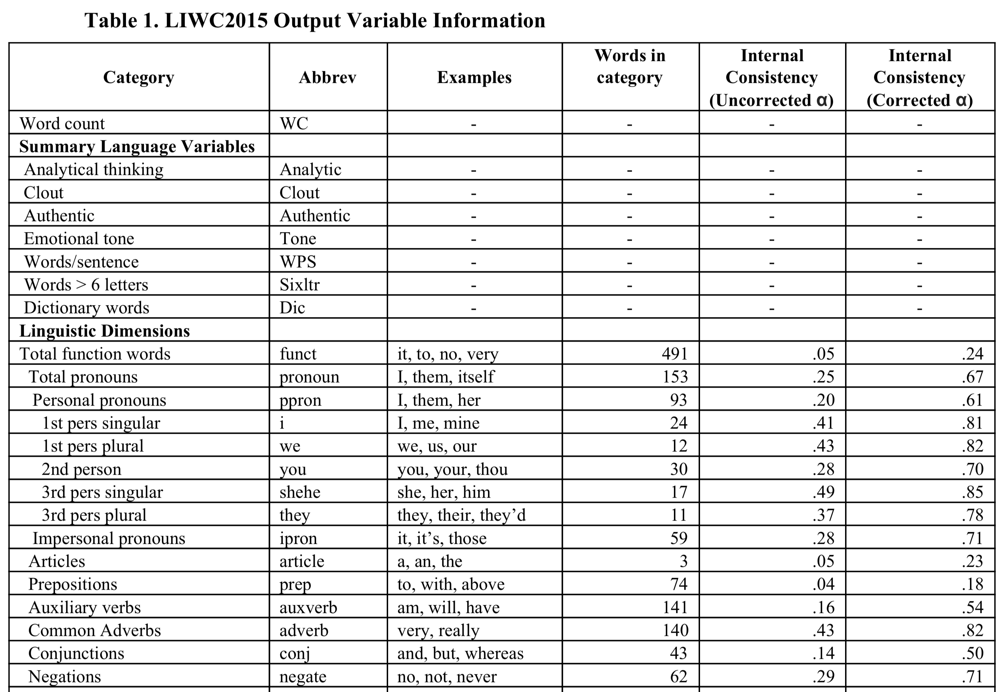 Table 1. LIWC2015 Output Variable Information
Category Abbrev Examples Words in category Internal Consistency (Uncorrected α) Internal Consistency (Corrected α)
Word count WC - - - -
Summary Language Variables
Analytical thinking Analytic - - - -
Clout Clout - - - -
Authentic Authentic - - - -
Emotional tone Tone - - - -
Words/sentence WPS - - - -
Words > 6 letters Sixltr - - - -
Dictionary words Dic - - - -
Linguistic Dimensions
Total function words funct it, to, no, very 491 .05 .24
Total pronouns pronoun I, them, itself 153 .25 .67
Personal pronouns ppron I, them, her 93 .20 .61
1st pers singular i I, me, mine 24 .41 .81
1st pers plural we we, us, our 12 .43 .82
2nd person you you, your, thou 30 .28 .70
3rd pers singular shehe she, her, him 17 .49 .85
3rd pers plural they they, their, they’d 11 .37 .78
Impersonal pronouns ipron it, it’s, those 59 .28 .71
Articles article a, an, the 3 .05 .23
Prepositions prep to, with, above 74 .04 .18
Auxiliary verbs auxverb am, will, have 141 .16 .54
Common Adverbs adverb very, really 140 .43 .82
Conjunctions conj and, but, whereas 43 .14 .50
Negations negate no, not, never 62 .29 .71